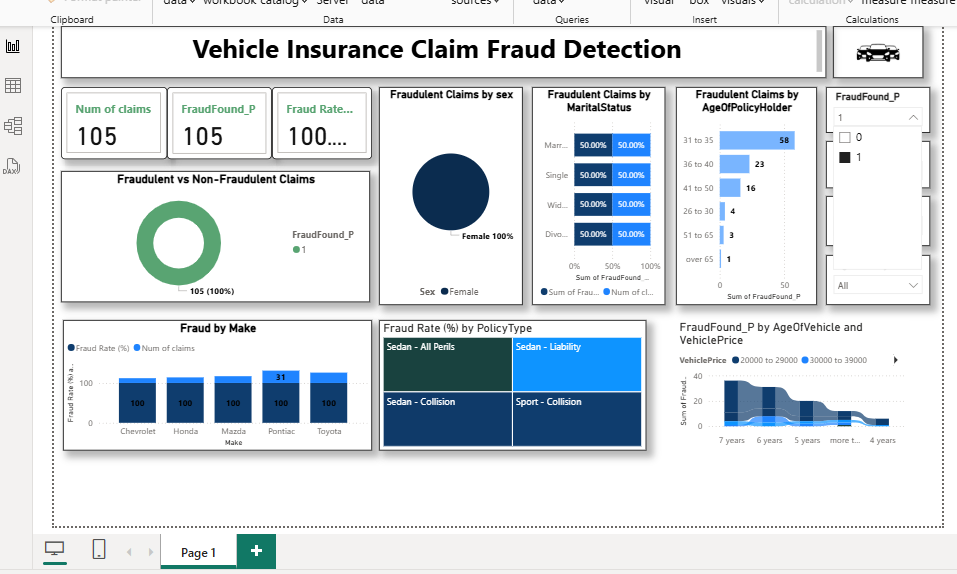 data
workbook
catalog
Server
data
sources
data
visual
box
visuals
calculation
measure
measure
Clipboard
Data
Queries
Insert
Calculations
Vehicle Insurance Claim Fraud Detection
Num of claims
105
FraudFound_P
105
Fraud Rate...
100....
Fraudulent Claims by sex
Female 100%
Sex
Female
Fraudulent Claims by
MaritalStatus
Marr...
50.00%
50.00%
Single
50.00%
50.00%
Wid...
50.00%
50.00%
Divo...
50.00%
50.00%
0%
50%
100%
Sum of FraudFound_...
Sum of Frau...
Num of cl...
Fraudulent Claims by
AgeOfPolicyHolder
31 to 35
58
36 to 40
23
41 to 50
16
26 to 30
4
51 to 65
3
over 65
1
0
50
Sum of FraudFound_P
FraudFound_P
1
0
1
All
Fraudulent vs Non-Fraudulent Claims
FraudFound_P
1
105 (100%)
Fraud by Make
Fraud Rate (%)
Num of claims
Fraud Rate (%) a...
100
0
31
100
100
100
100
100
Chevrolet
Honda
Mazda
Pontiac
Toyota
Make
Fraud Rate (%) by PolicyType
Sedan - All Perils
Sedan - Liability
Sedan - Collision
Sport - Collision
FraudFound_P by AgeOfVehicle and
VehiclePrice
VehiclePrice
20000 to 29000
30000 to 39000
Sum of Fraud...
40
20
0
7 years
6 years
5 years
more t...
4 years
DAX
Page 1
+